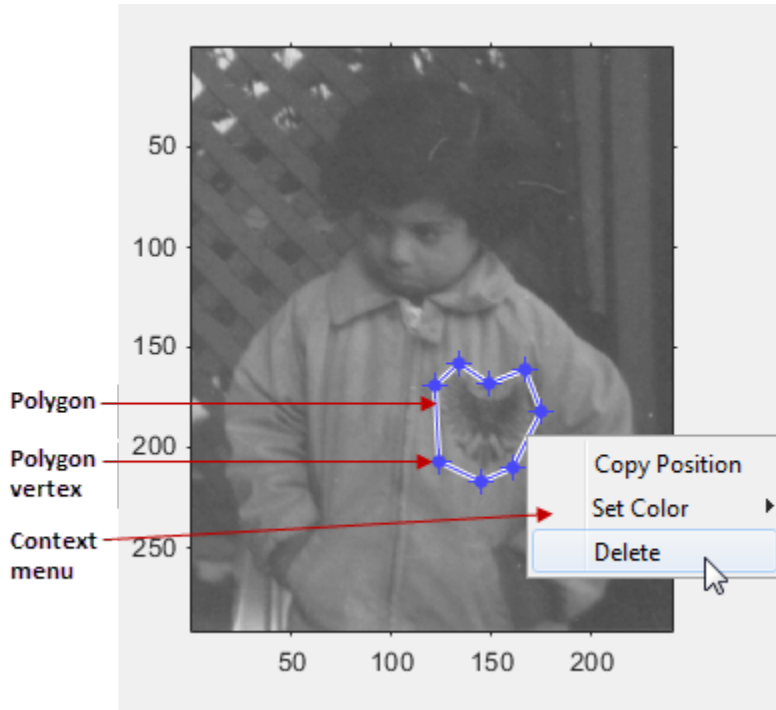 50
100
150
200
250
50 100 150 200
Polygon
Polygon
vertex
Context
menu
Copy Position
Set Color
Delete